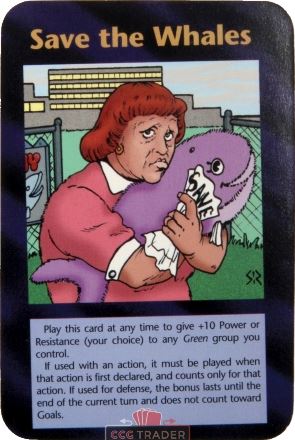 Save the Whales
SAVE
SR
Play this card at any time to give +10 Power or
Resistance (your choice) to any Green group you
control.
If used with an action, it must be played when
that action is first declared, and counts only for that
action. If used for defense, the bonus lasts until the
end of the current turn and does not count toward
Goals.
CCG TRADER